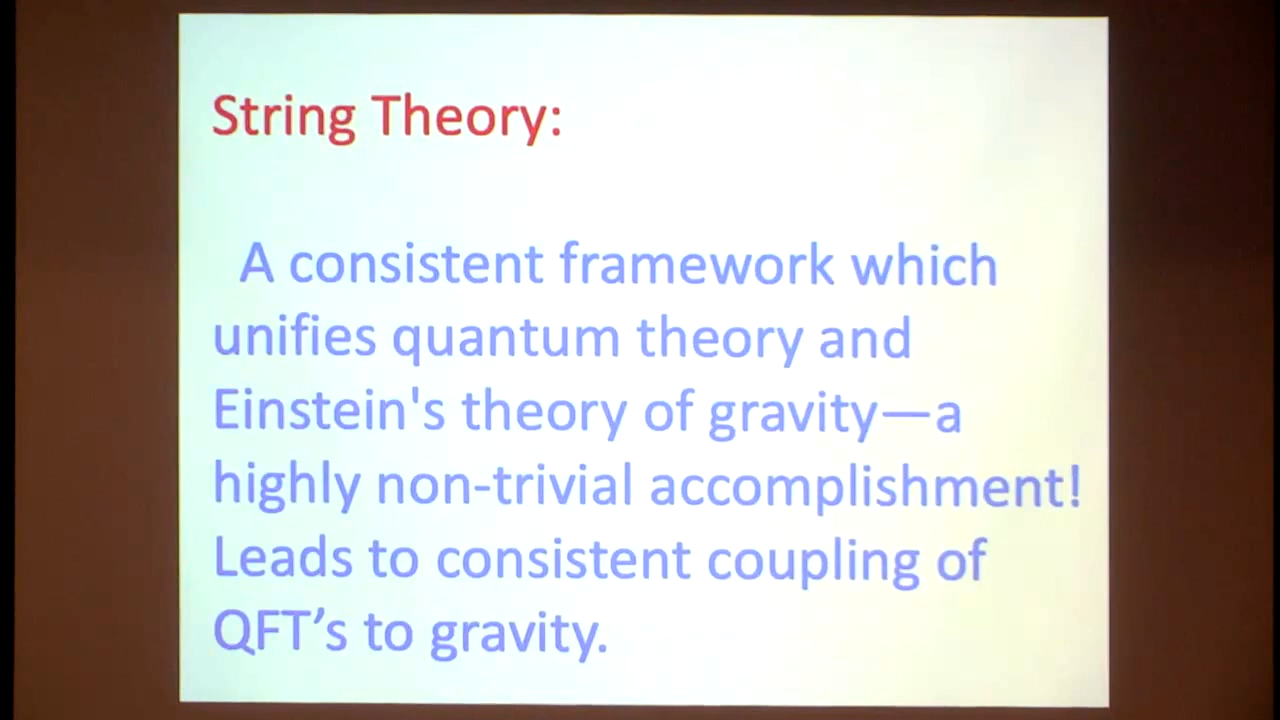 String Theory:
A consistent framework which
unifies quantum theory and
Einstein's theory of gravity—a
highly non-trivial accomplishment!
Leads to consistent coupling of
QFT’s to gravity.